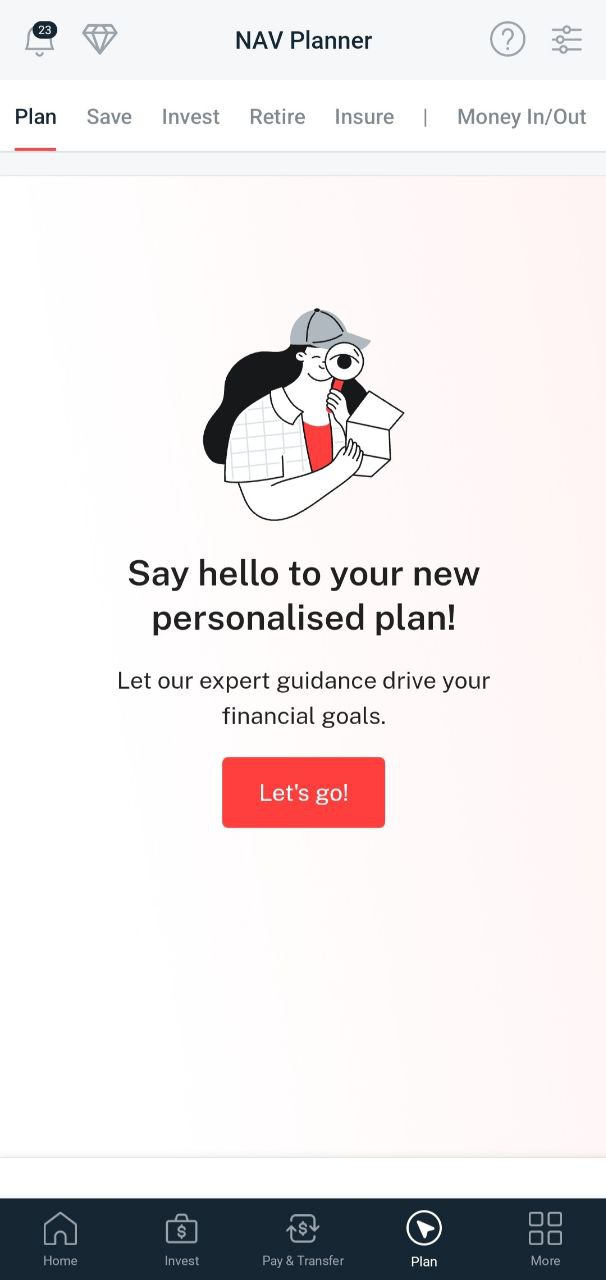 23
NAV Planner
Plan Save Invest Retire Insure | Money In/Out
Say hello to your new
personalised plan!
Let our expert guidance drive your
financial goals.
Let's go!
Home Invest Pay & Transfer Plan More